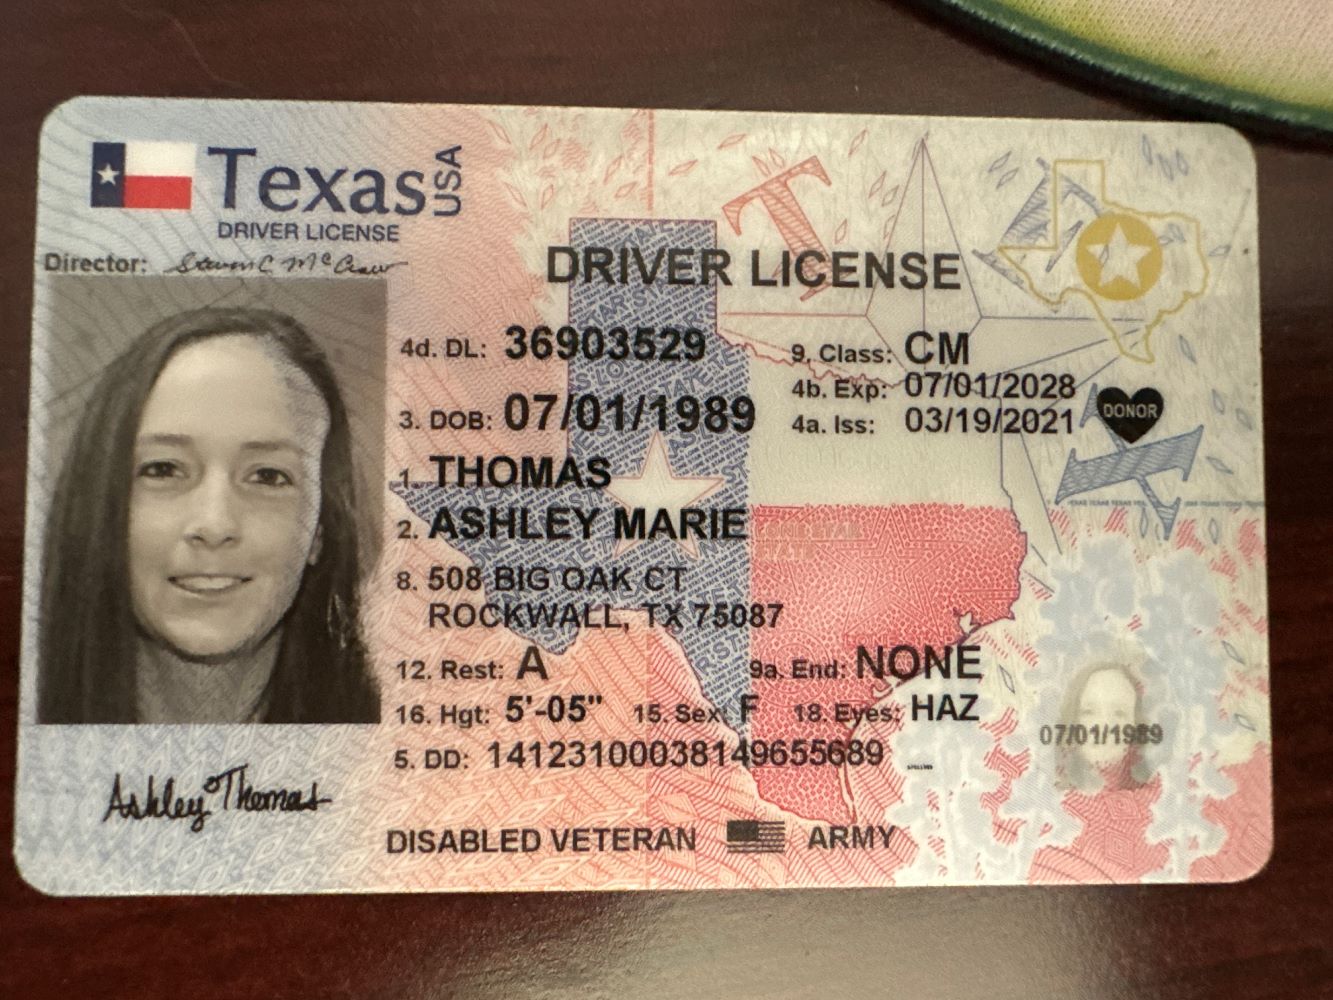 Texas USA
DRIVER LICENSE
DRIVER LICENSE
Director:
4d. DL: 36903529
9. Class: CM
3. DOB: 07/01/1989
4b. Exp: 07/01/2028
4a. Iss: 03/19/2021
1. THOMAS
2. ASHLEY MARIE
DONOR
8. 508 BIG OAK CT
ROCKWALL, TX 75087
12. Rest: A
9a. End: NONE
16. Hgt: 5'-05"
15. Sex F
18. Eyes: HAZ
5. DD: 14123100038149655689
07/01/1989
DISABLED VETERAN
ARMY
Ashley Thomas